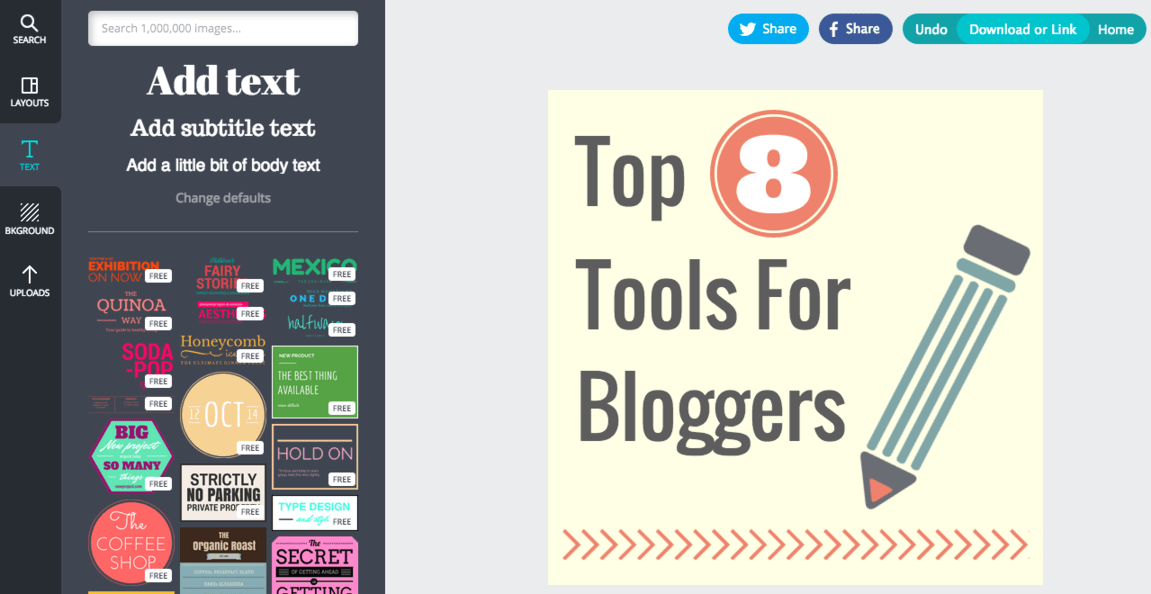 SEARCH
LAYOUTS
TEXT
BKGROUND
UPLOADS
Search 1,000,000 images...
Add text
Add subtitle text
Add a little bit of body text
Change defaults
EXHIBITION
ON NOW
FREE
THE
QUINOA
WAY
FREE
SODA
-POP
FREE
FREE
BIG
New project
SO MANY
things
FREE
The
COFFEE
SHOP
FREE
FAIRY
FREE
FREE
Honeycomb
FREE
12 OCT 14
FREE
STRICTLY
NO PARKING
PRIVATE
FREE
THE
Organic Roast
MEXICO
FREE
FREE
halfway
FREE
NEW PRODUCT
THE BEST THING
AVAILABLE
FREE
HOLD ON
FREE
TYPE DESIGN
and style
FREE
The
SECRET
OF GETTING AHEAD
GETTING
Share
Share
Undo
Download or Link
Home
Top 8
Tools For
Bloggers